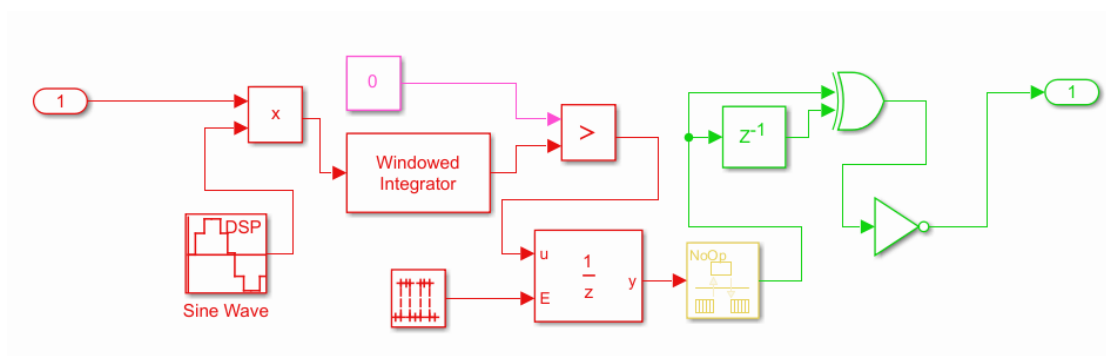 1
x
0
Windowed
Integrator
>
Z-1
1
DSP
Sine Wave
u
E
1
z
y
NoOp